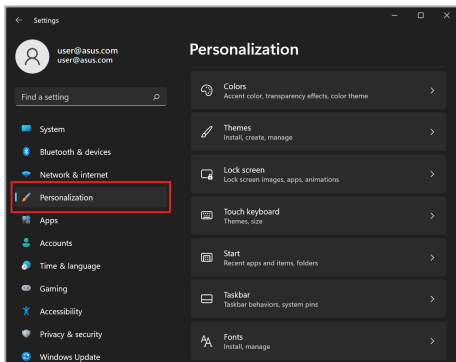 Settings
user@asus.com
user@asus.com
Find a setting
System
Bluetooth & devices
Network & internet
Personalization
Apps
Accounts
Time & language
Gaming
Accessibility
Privacy & security
Windows Update
Personalization
Colors
Accent color, transparency effects, color theme
Themes
Install, create, manage
Lock screen
Lock screen images, apps, animations
Touch keyboard
Themes, size
Start
Recent apps and items, folders
Taskbar
Taskbar behaviors, system pins
Fonts
Install, manage